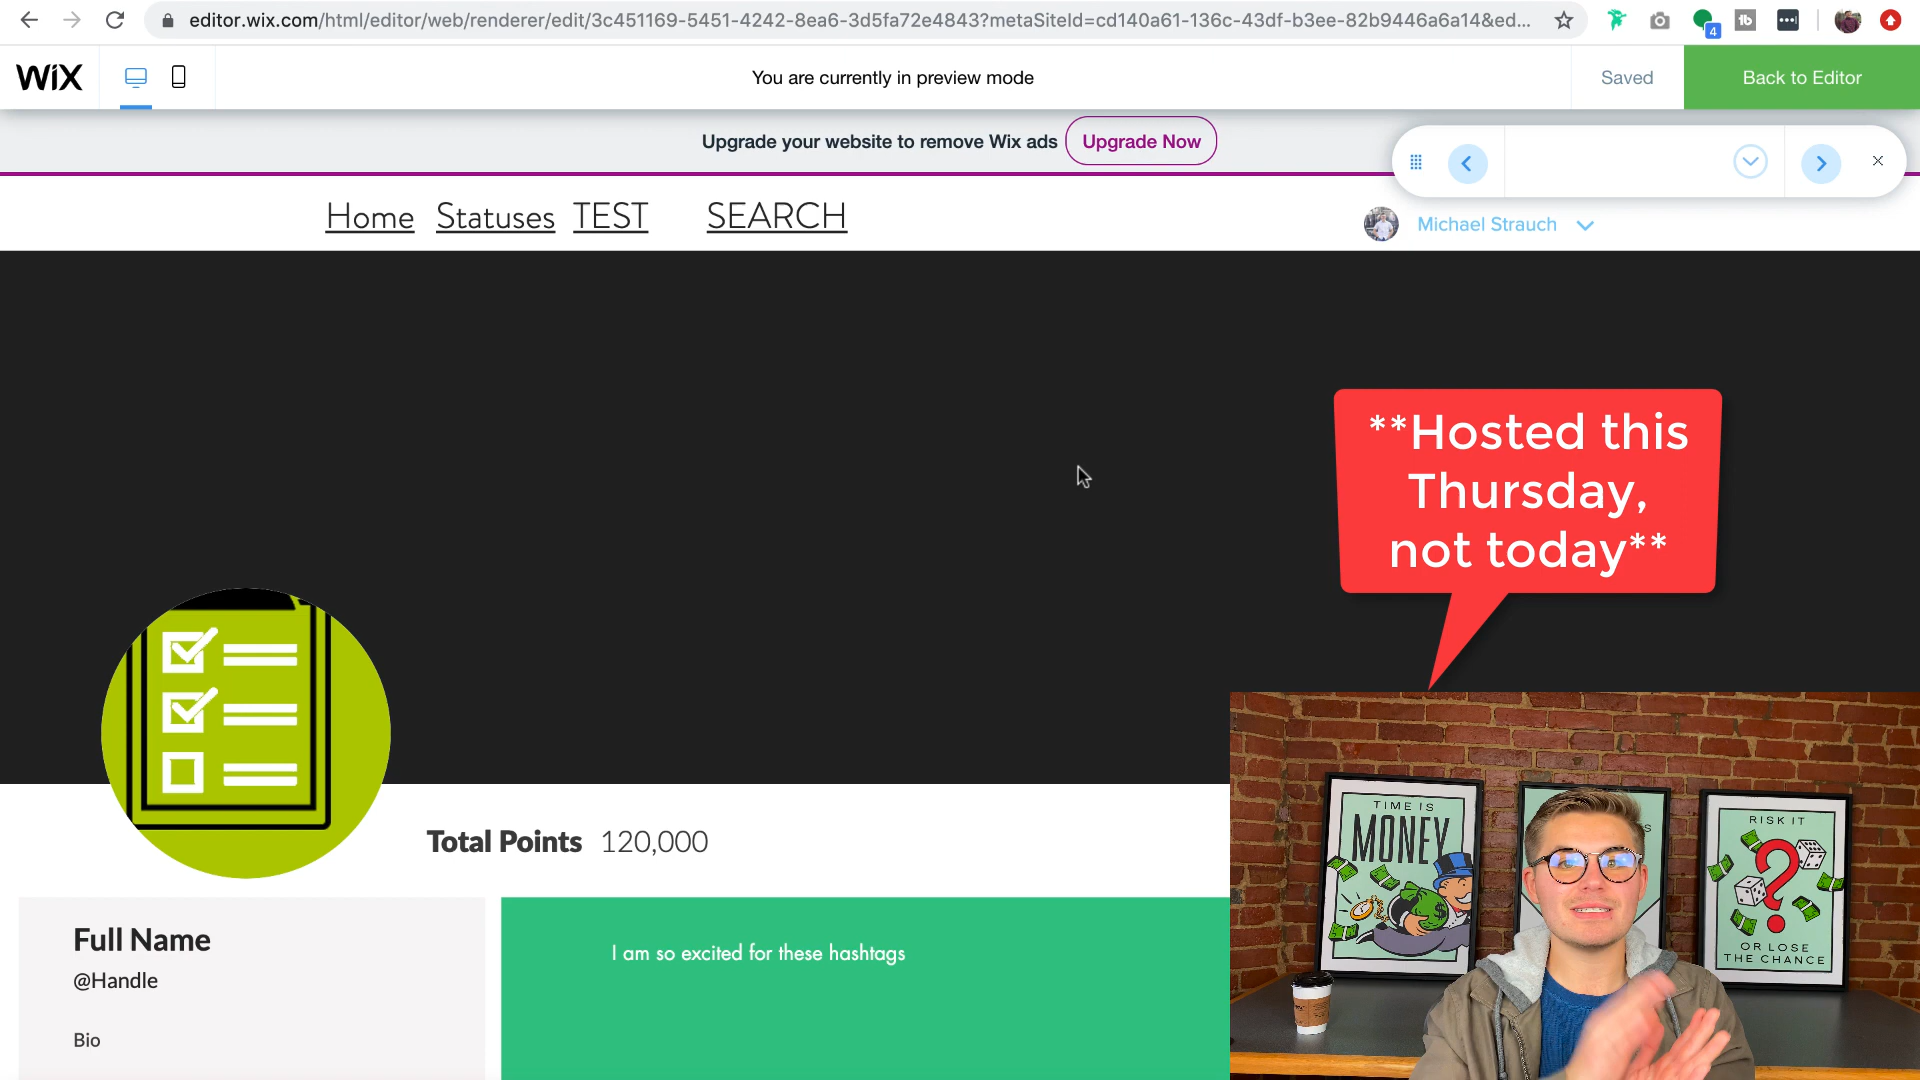 editor.wix.com/html/editor/web/renderer/edit/3c451169-5451-4242-8ea6-3d5fa72e4843?metaSiteId=cd140a61-136c-43df-b3ee-82b9446a6a14&ed...
4
WiX
You are currently in preview mode
Saved
Back to Editor
Upgrade your website to remove Wix ads
Upgrade Now
Home Statuses TEST SEARCH
Michael Strauch
**Hosted this
Thursday,
not today**
TIME IS
MONEY
RISK IT
OR LOSE
THE CHANCE
Total Points 120,000
Full Name
@Handle
Bio
I am so excited for these hashtags